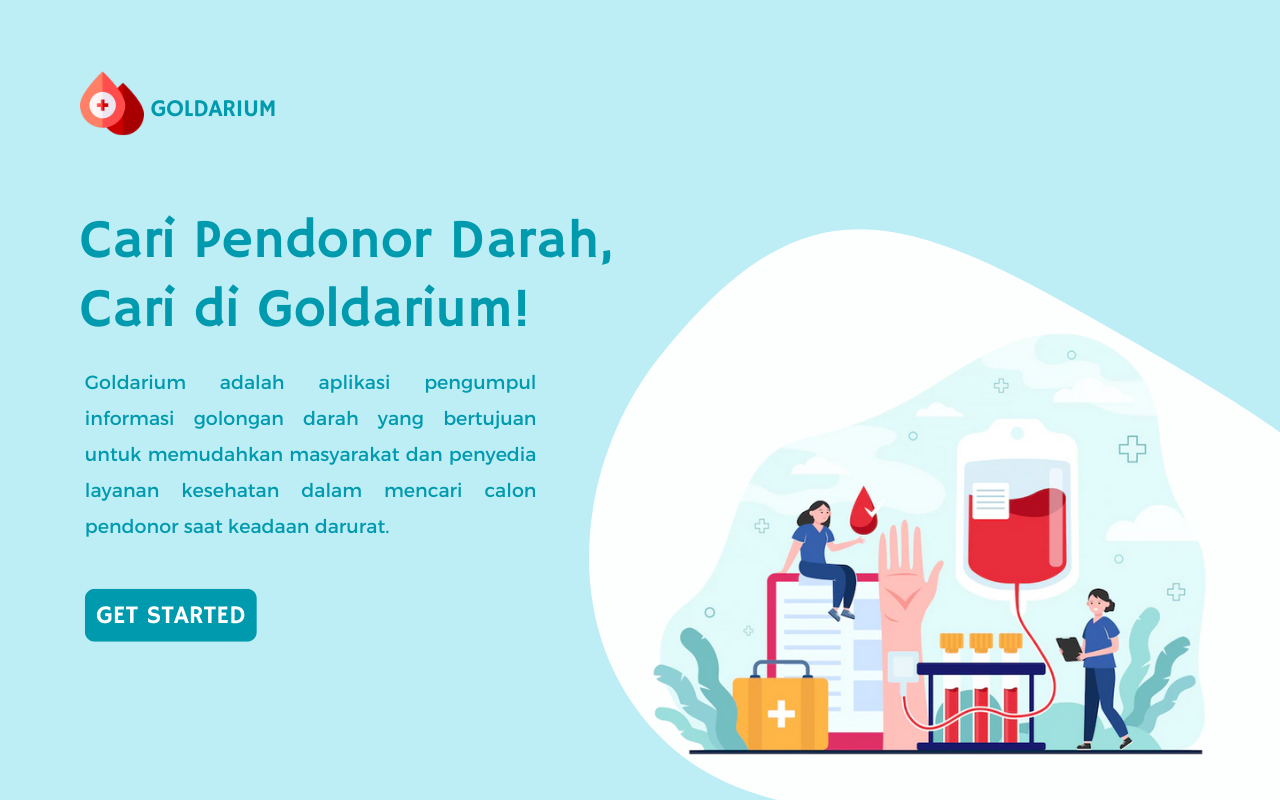 GOLDARIUM
Cari Pendonor Darah,
Cari di Goldarium!
Goldarium adalah aplikasi pengumpul
informasi golongan darah yang bertujuan
untuk memudahkan masyarakat dan penyedia
layanan kesehatan dalam mencari calon
pendonor saat keadaan darurat.
GET STARTED